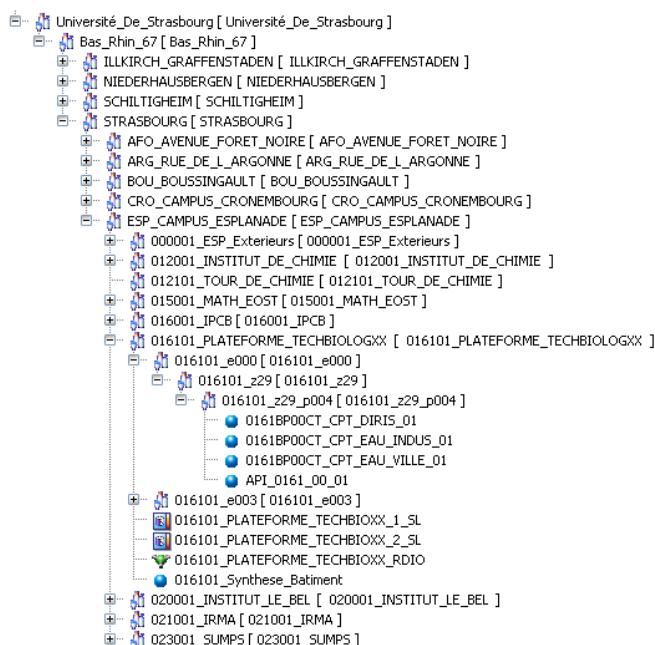 Université_De_Strasbourg [ Université_De_Strasbourg ]
Bas_Rhin_67 [ Bas_Rhin_67 ]
ILLKIRCH_GRAFFENSTADEN [ ILLKIRCH_GRAFFENSTADEN ]
NIEDERHAUSBERGEN [ NIEDERHAUSBERGEN ]
SCHILTIGHEIM [ SCHILTIGHEIM ]
STRASBOURG [ STRASBOURG ]
AFO_AVENUE_FORET_NOIRE [ AFO_AVENUE_FORET_NOIRE ]
ARG_RUE_DE_L_ARGONNE [ ARG_RUE_DE_L_ARGONNE ]
BOU_BOUSSINGAULT [ BOU_BOUSSINGAULT ]
CRO_CAMPUS_CRONEMBOURG [ CRO_CAMPUS_CRONEMBOURG ]
ESP_CAMPUS_ESPLANADE [ ESP_CAMPUS_ESPLANADE ]
000001_ESP_Exterieurs [ 000001_ESP_Exterieurs ]
012001_INSTITUT_DE_CHIMIE [ 012001_INSTITUT_DE_CHIMIE ]
012101_TOUR_DE_CHIMIE [ 012101_TOUR_DE_CHIMIE ]
015001_MATH_EOST [ 015001_MATH_EOST ]
016001_IPCB [ 016001_IPCB ]
016101_PLATEFORME_TECHBIOLOGXX [ 016101_PLATEFORME_TECHBIOLOGXX ]
016101_e000 [ 016101_e000 ]
016101_z29 [ 016101_z29 ]
016101_z29_p004 [ 016101_z29_p004 ]
0161BP00CT_CPT_DIRIS_01
0161BP00CT_CPT_EAU_INDUS_01
0161BP00CT_CPT_EAU_VILLE_01
API_0161_00_01
016101_e003 [ 016101_e003 ]
016101_PLATEFORME_TECHBIOXX_1_SL
016101_PLATEFORME_TECHBIOXX_2_SL
016101_PLATEFORME_TECHBIOXX_RDIO
016101_Synthese_Batiment
020001_INSTITUT_LE_BEL [ 020001_INSTITUT_LE_BEL ]
021001_IRMA [ 021001_IRMA ]
023001_SUMPS [ 023001_SUMPS ]